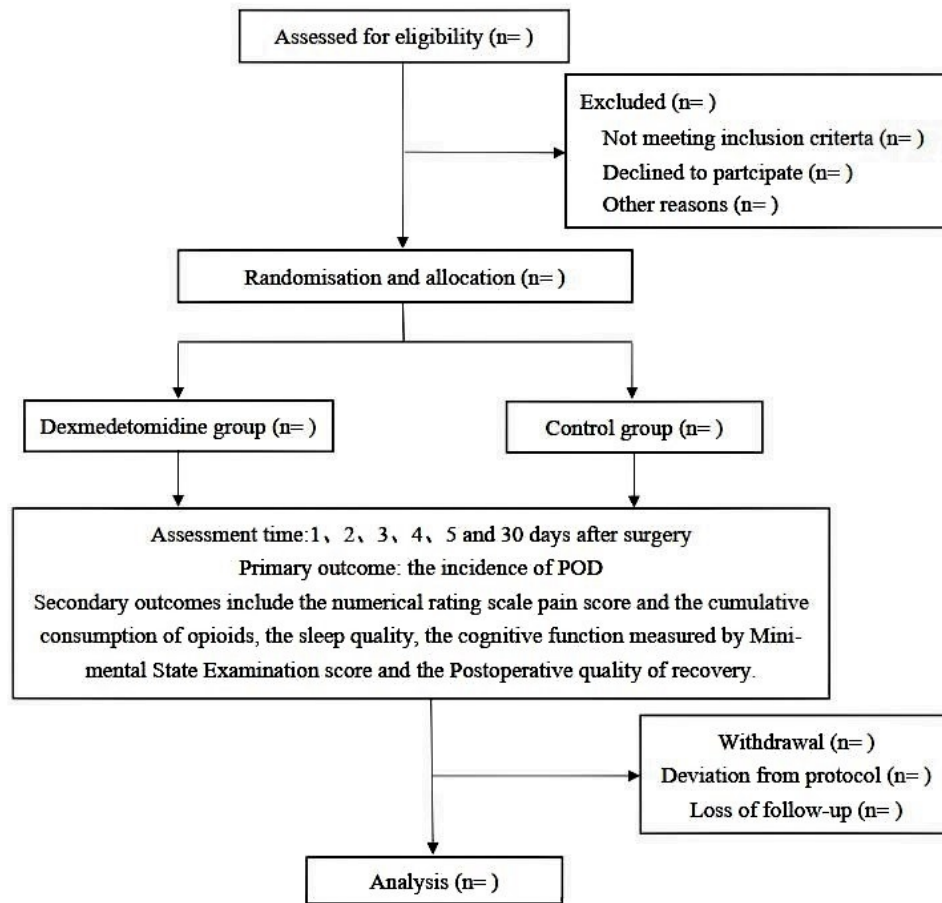 Assessed for eligibility (n= )
Excluded (n= )
Not meeting inclusion criterta (n= )
Declined to partcipate (n= )
Other reasons (n= )
Randomisation and allocation (n= )
Dexmedetomidine group (n= )
Control group (n= )
Assessment time:1、2、3、4、5 and 30 days after surgery
Primary outcome: the incidence of POD
Secondary outcomes include the numerical rating scale pain score and the cumulative
consumption of opioids, the sleep quality, the cognitive function measured by Mini-
mental State Examination score and the Postoperative quality of recovery.
Withdrawal (n= )
Deviation from protocol (n= )
Loss of follow-up (n= )
Analysis (n= )